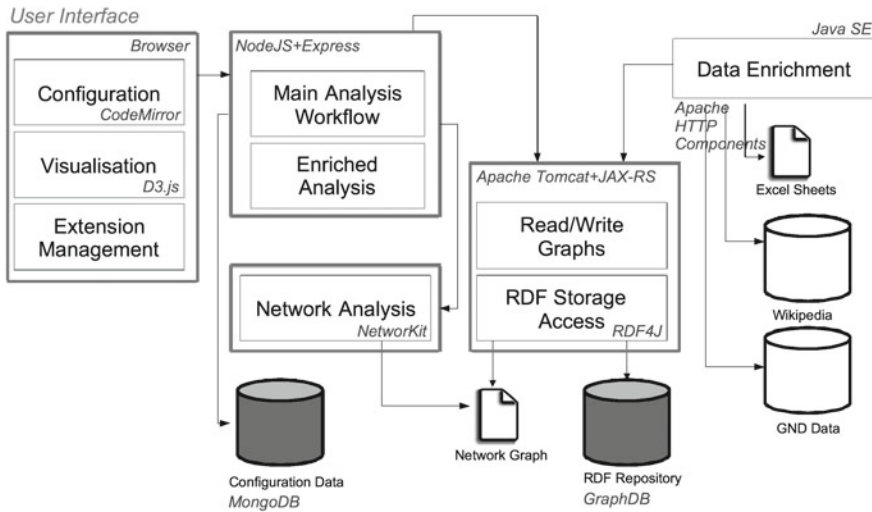 User Interface
Browser
Configuration
CodeMirror
Visualisation
D3.js
Extension
Management
NodeJS+Express
Main Analysis
Workflow
Enriched
Analysis
Network Analysis
NetworKit
Configuration Data
MongoDB
Apache Tomcat+JAX-RS
Read/Write
Graphs
RDF Storage
Access
RDF4J
Network Graph
RDF Repository
GraphDB
Java SE
Data Enrichment
Apache
HTTP
Components
Excel Sheets
Wikipedia
GND Data